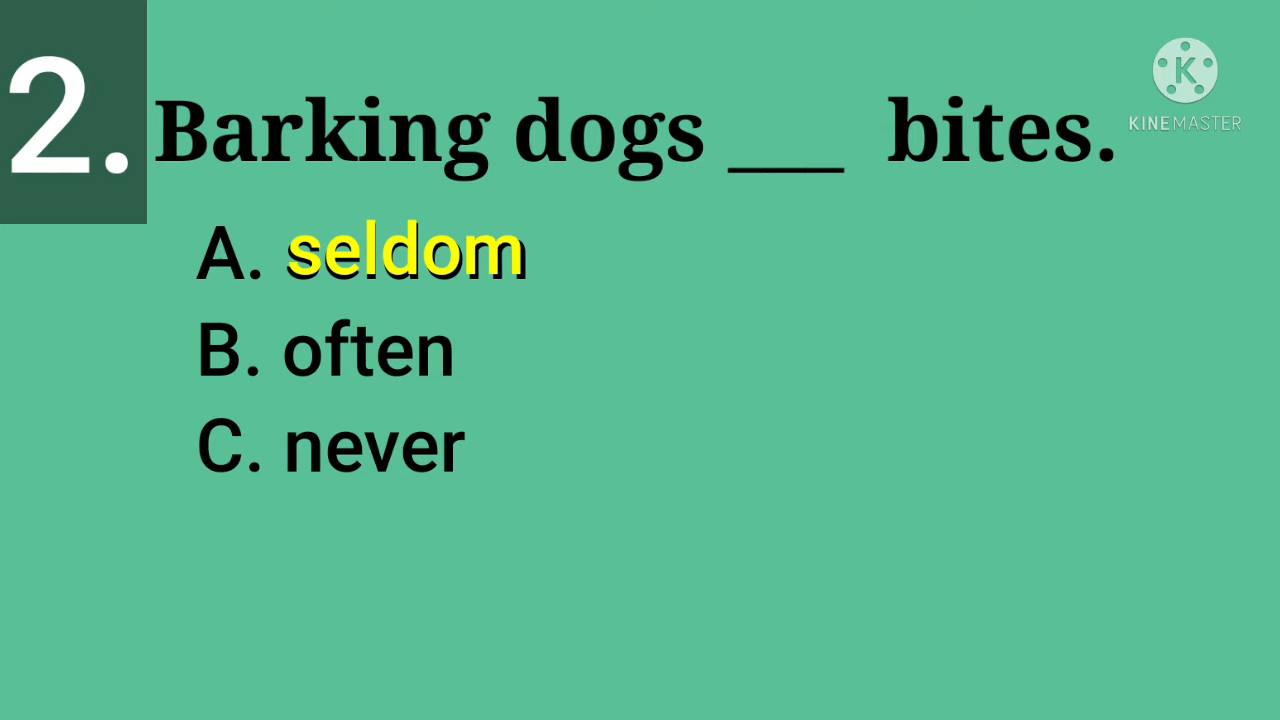 2. Barking dogs ___ bites.
K
KINEMASTER
A. seldom
B. often
C. never